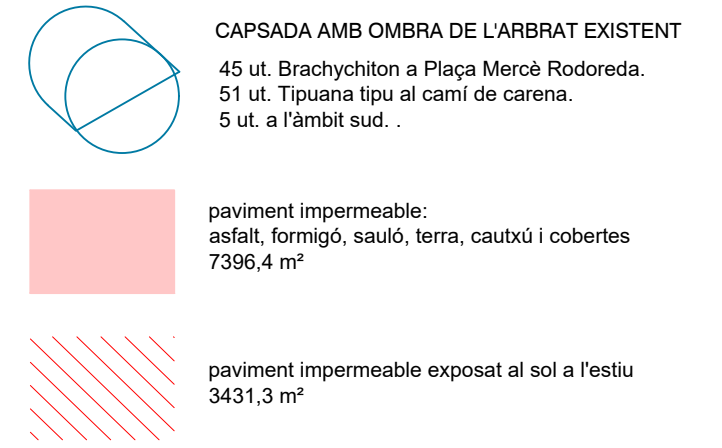 CAPSADA AMB OMBRA DE L'ARBRAT EXISTENT
45 ut. Brachychiton a Plaça Mercè Rodoreda.
51 ut. Tipuana tipu al camí de carena.
5 ut. a l'àmbit sud. .
paviment impermeable:
asfalt, formigó, sauló, terra, cautxú i cobertes
7396,4 m²
paviment impermeable exposat al sol a l'estiu
3431,3 m²